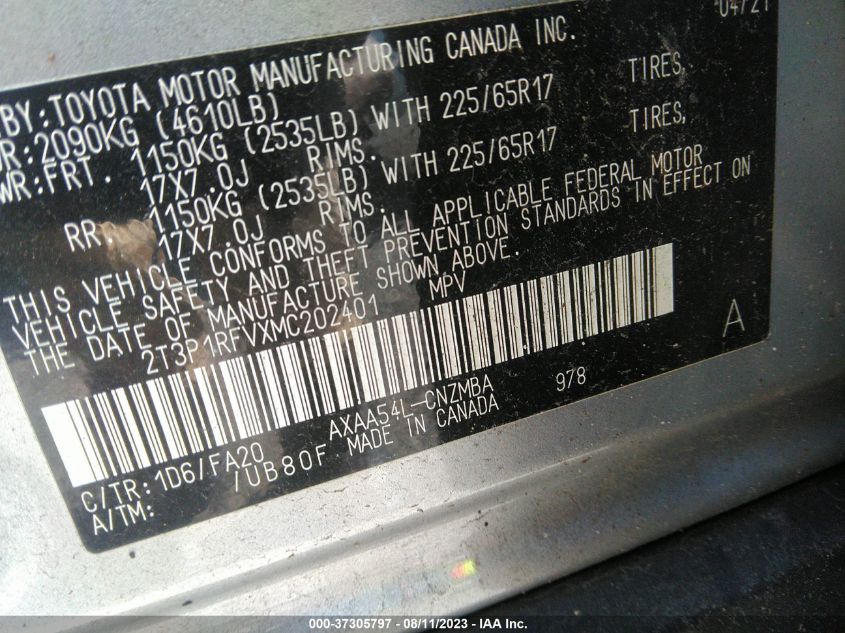 04/21
BY:TOYOTA MOTOR MANUFACTURING CANADA INC.
R:2090KG (4610LB)
WR:FRT. 1150KG (2535LB) WITH 225/65R17 TIRES,
17X7.0J RIMS.
RR. 1150KG (2535LB) WITH 225/65R17 TIRES,
17X7.0J RIMS.
THIS VEHICLE CONFORMS TO ALL APPLICABLE FEDERAL MOTOR
VEHICLE SAFETY AND THEFT PREVENTION STANDARDS IN EFFECT ON
THE DATE OF MANUFACTURE SHOWN ABOVE.
2T3P1RFVXMC202401 MPV
A
AXAA54L-CNZMBA 978
C/TR:1D6/FA20 MADE IN CANADA
A/TM: /UB80F
000-37305797 - 08/11/2023 - IAA Inc.